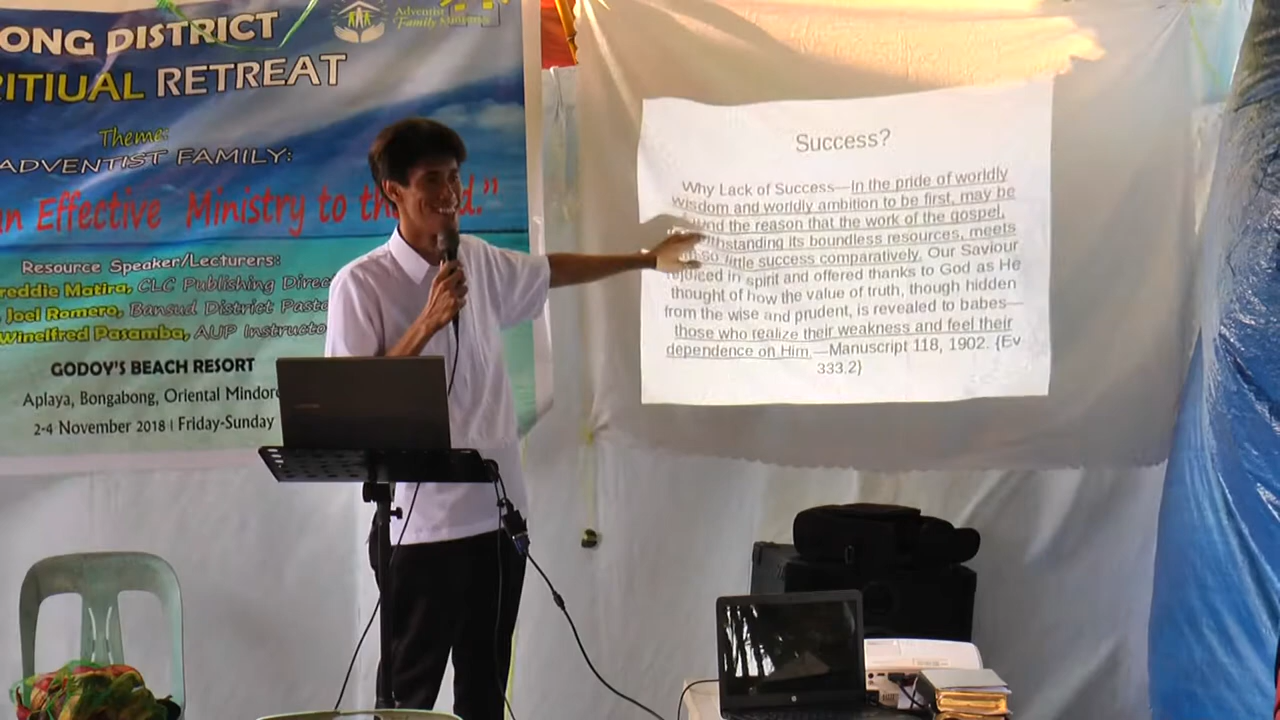 ONG DISTRICT
RITIUAL RETREAT
Adventist
Family Ministries
Theme:
ADVENTIST FAMILY:
an Effective Ministry to th d.”
Resource Speaker/Lecturers:
reddie Matira, CLC Publishing Direc
Joel Romero, Bansud District Pasto
Winelfred Pasamba, AUP Instructo
GODOY'S BEACH RESORT
Aplaya, Bongabong, Oriental Mindoro
2-4 November 2018 | Friday-Sunday
Success?
Why Lack of Success—In the pride of worldly
wisdom and worldly ambition to be first, may be
nd the reason that the work of the gospel,
thstanding its boundless resources, meets
so little success comparatively. Our Saviour
rejoiced in spirit and offered thanks to God as He
thought of how the value of truth, though hidden
from the wise and prudent, is revealed to babes—
those who realize their weakness and feel their
dependence on Him.—Manuscript 118, 1902. {Ev
333.2}